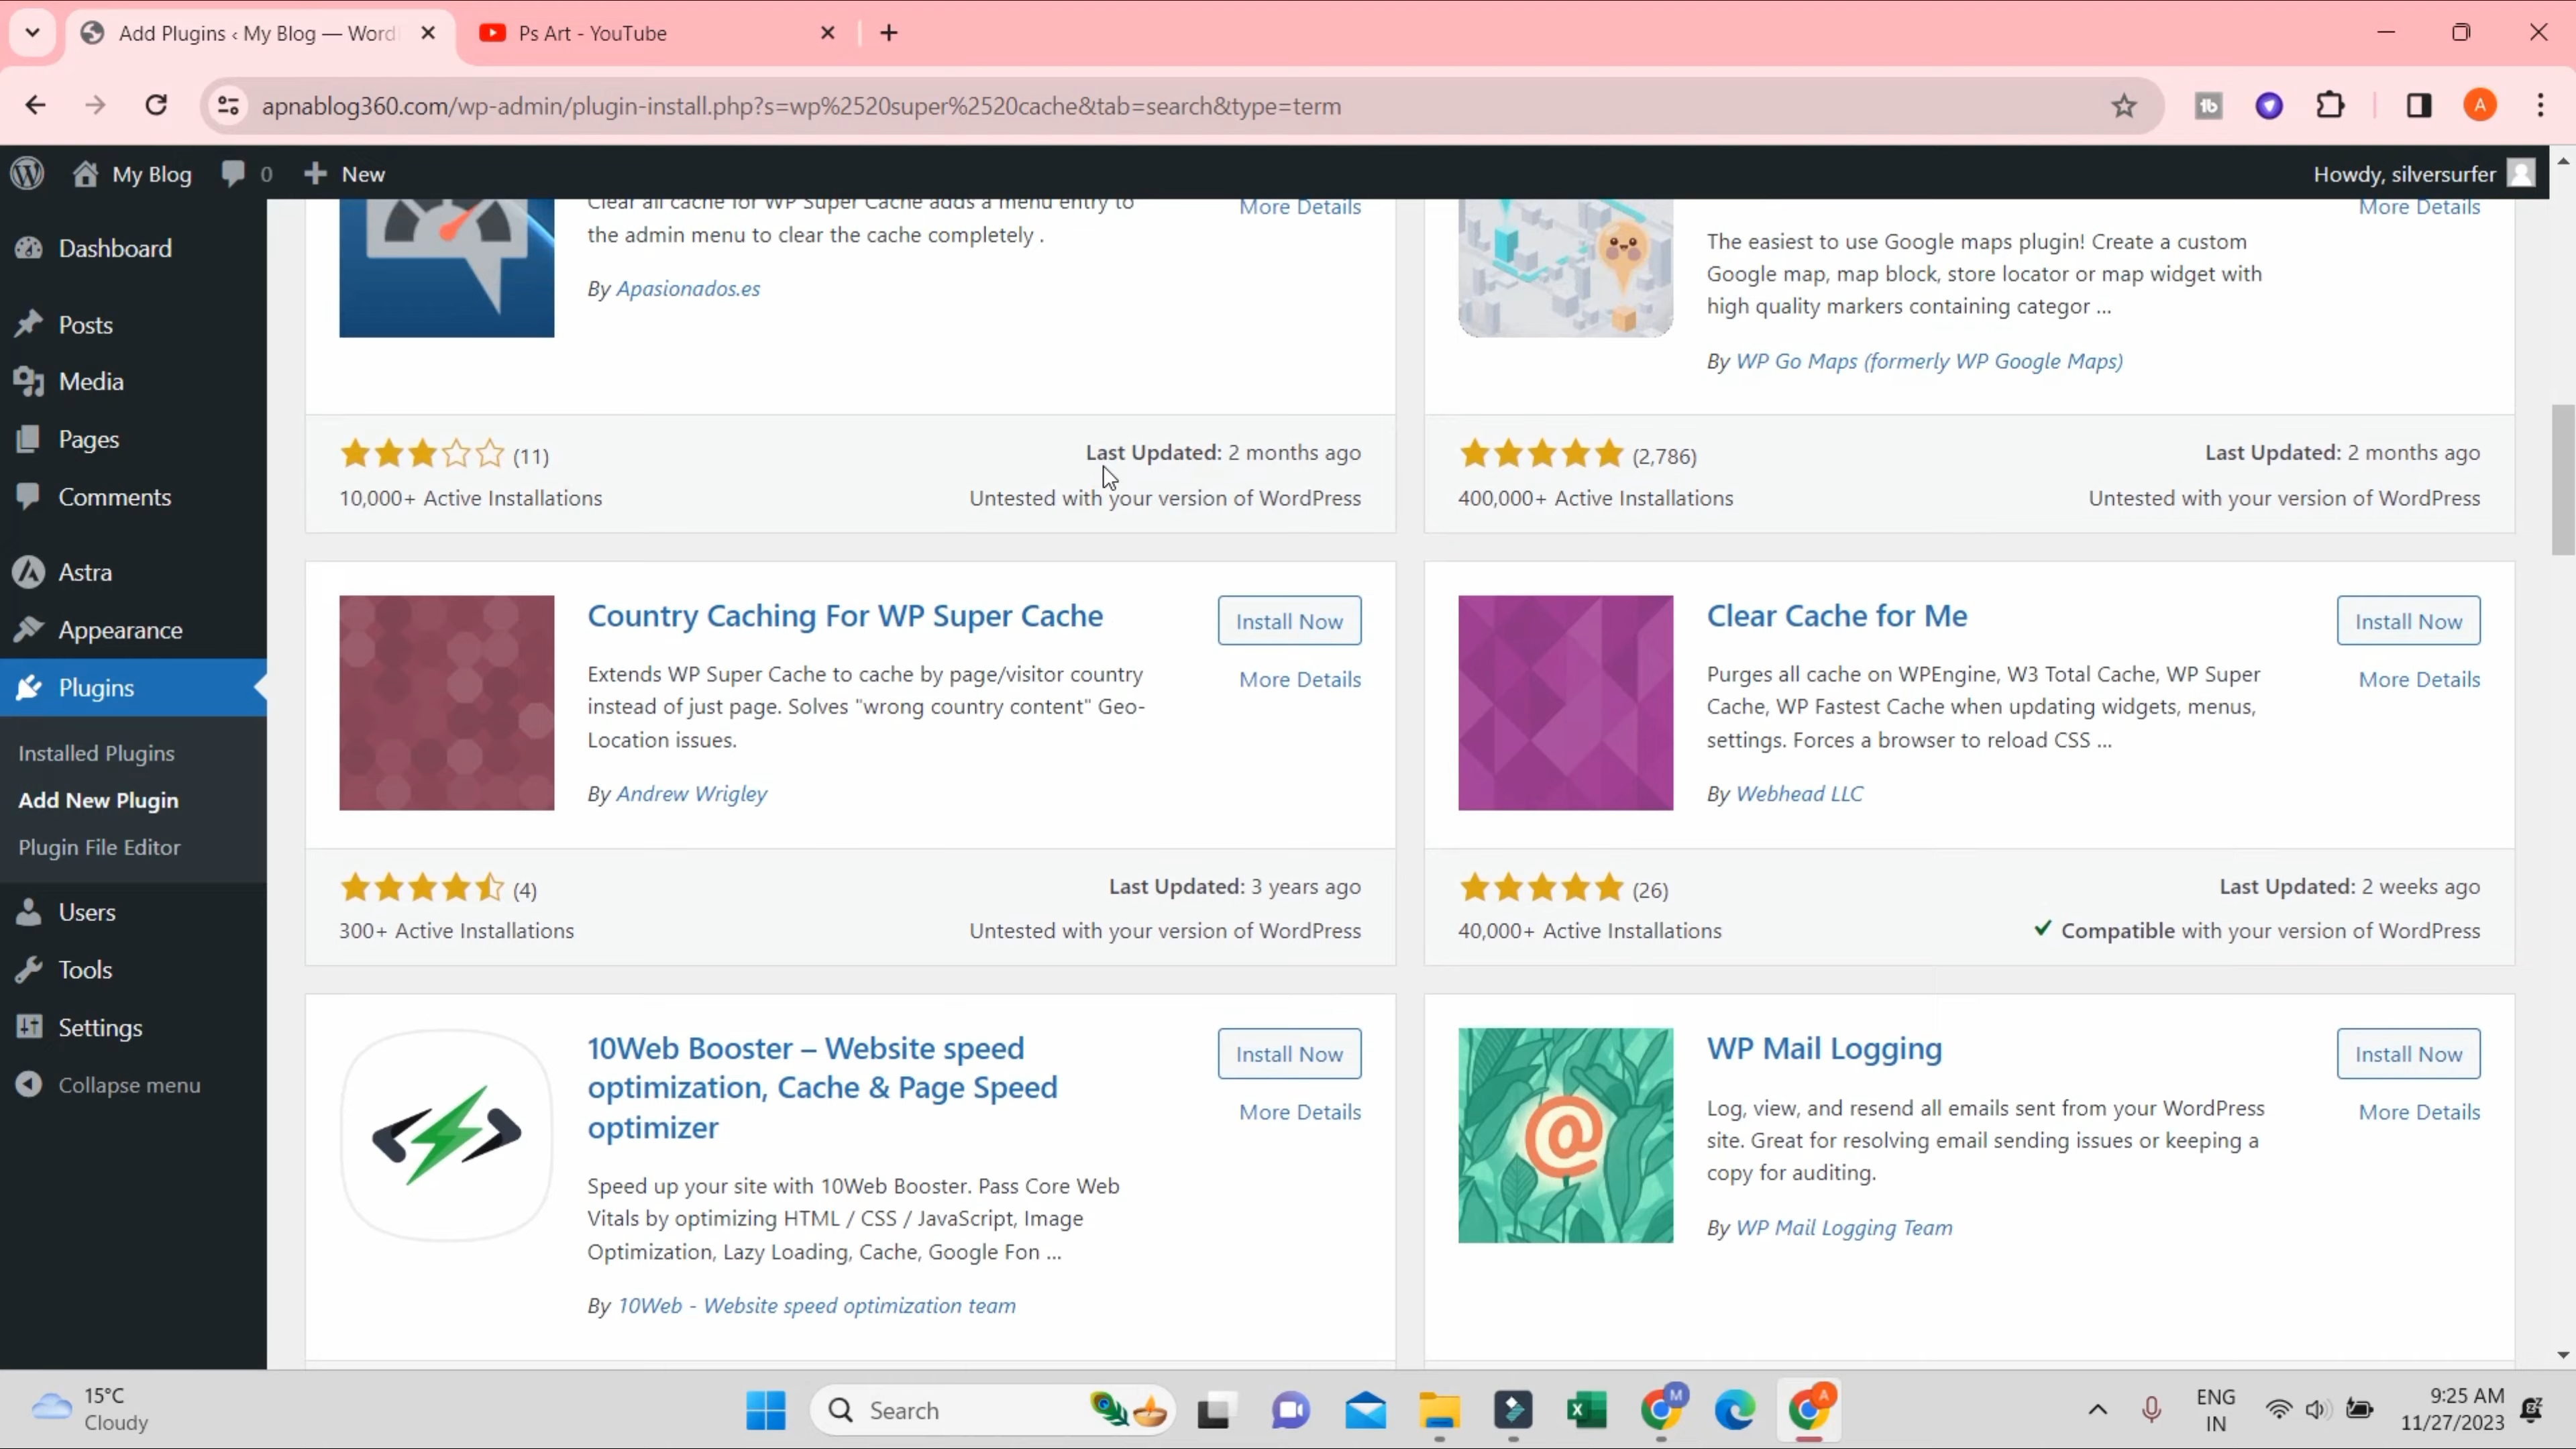 Add Plugins ‹ My Blog — Word
Ps Art - YouTube
apnablog360.com/wp-admin/plugin-install.php?s=wp%2520super%2520cache&tab=search&type=term
My Blog
0
New
Howdy, silversurfer
Dashboard
Posts
Media
Pages
Comments
Astra
Appearance
Plugins
Installed Plugins
Add New Plugin
Plugin File Editor
Users
Tools
Settings
Collapse menu
Clear all cache for WP Super Cache adds a menu entry to
the admin menu to clear the cache completely .
By Apasionados.es
More Details
(11)
10,000+ Active Installations
Last Updated: 2 months ago
Untested with your version of WordPress
More Details
The easiest to use Google maps plugin! Create a custom
Google map, map block, store locator or map widget with
high quality markers containing categor ...
By WP Go Maps (formerly WP Google Maps)
(2,786)
400,000+ Active Installations
Last Updated: 2 months ago
Untested with your version of WordPress
Country Caching For WP Super Cache
Install Now
More Details
Extends WP Super Cache to cache by page/visitor country
instead of just page. Solves "wrong country content" Geo-
Location issues.
By Andrew Wrigley
(4)
300+ Active Installations
Last Updated: 3 years ago
Untested with your version of WordPress
Clear Cache for Me
Install Now
More Details
Purges all cache on WPEngine, W3 Total Cache, WP Super
Cache, WP Fastest Cache when updating widgets, menus,
settings. Forces a browser to reload CSS ...
By Webhead LLC
(26)
40,000+ Active Installations
Last Updated: 2 weeks ago
Compatible with your version of WordPress
10Web Booster – Website speed
optimization, Cache & Page Speed
optimizer
Install Now
More Details
Speed up your site with 10Web Booster. Pass Core Web
Vitals by optimizing HTML / CSS / JavaScript, Image
Optimization, Lazy Loading, Cache, Google Fon ...
By 10Web - Website speed optimization team
WP Mail Logging
Install Now
More Details
Log, view, and resend all emails sent from your WordPress
site. Great for resolving email sending issues or keeping a
copy for auditing.
By WP Mail Logging Team
15°C
Cloudy
Search
ENG
IN
9:25 AM
11/27/2023